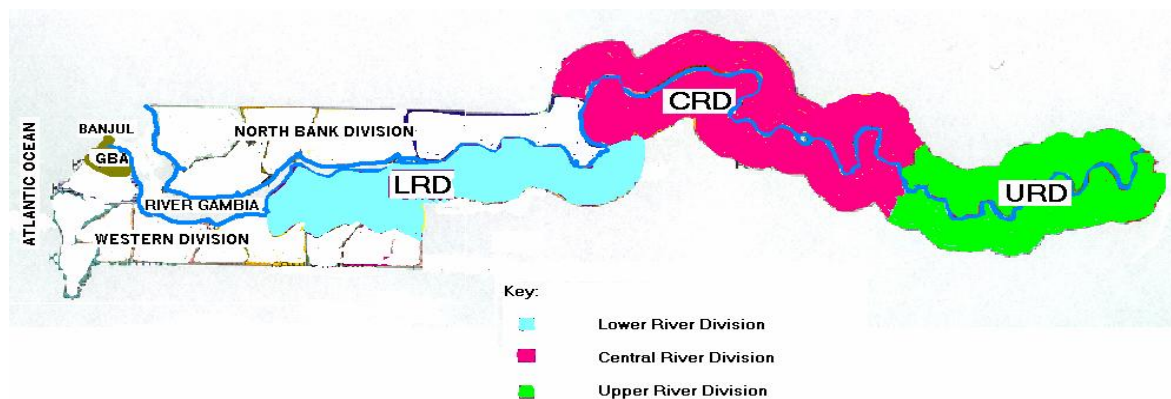 CRD
BANJUL
NORTH BANK DIVISION
GBA
ATLANTIC OCEAN
LRD
URD
RIVER GAMBIA
WESTERN DIVISION
Key:
Lower River Division
Central River Division
Upper River Division